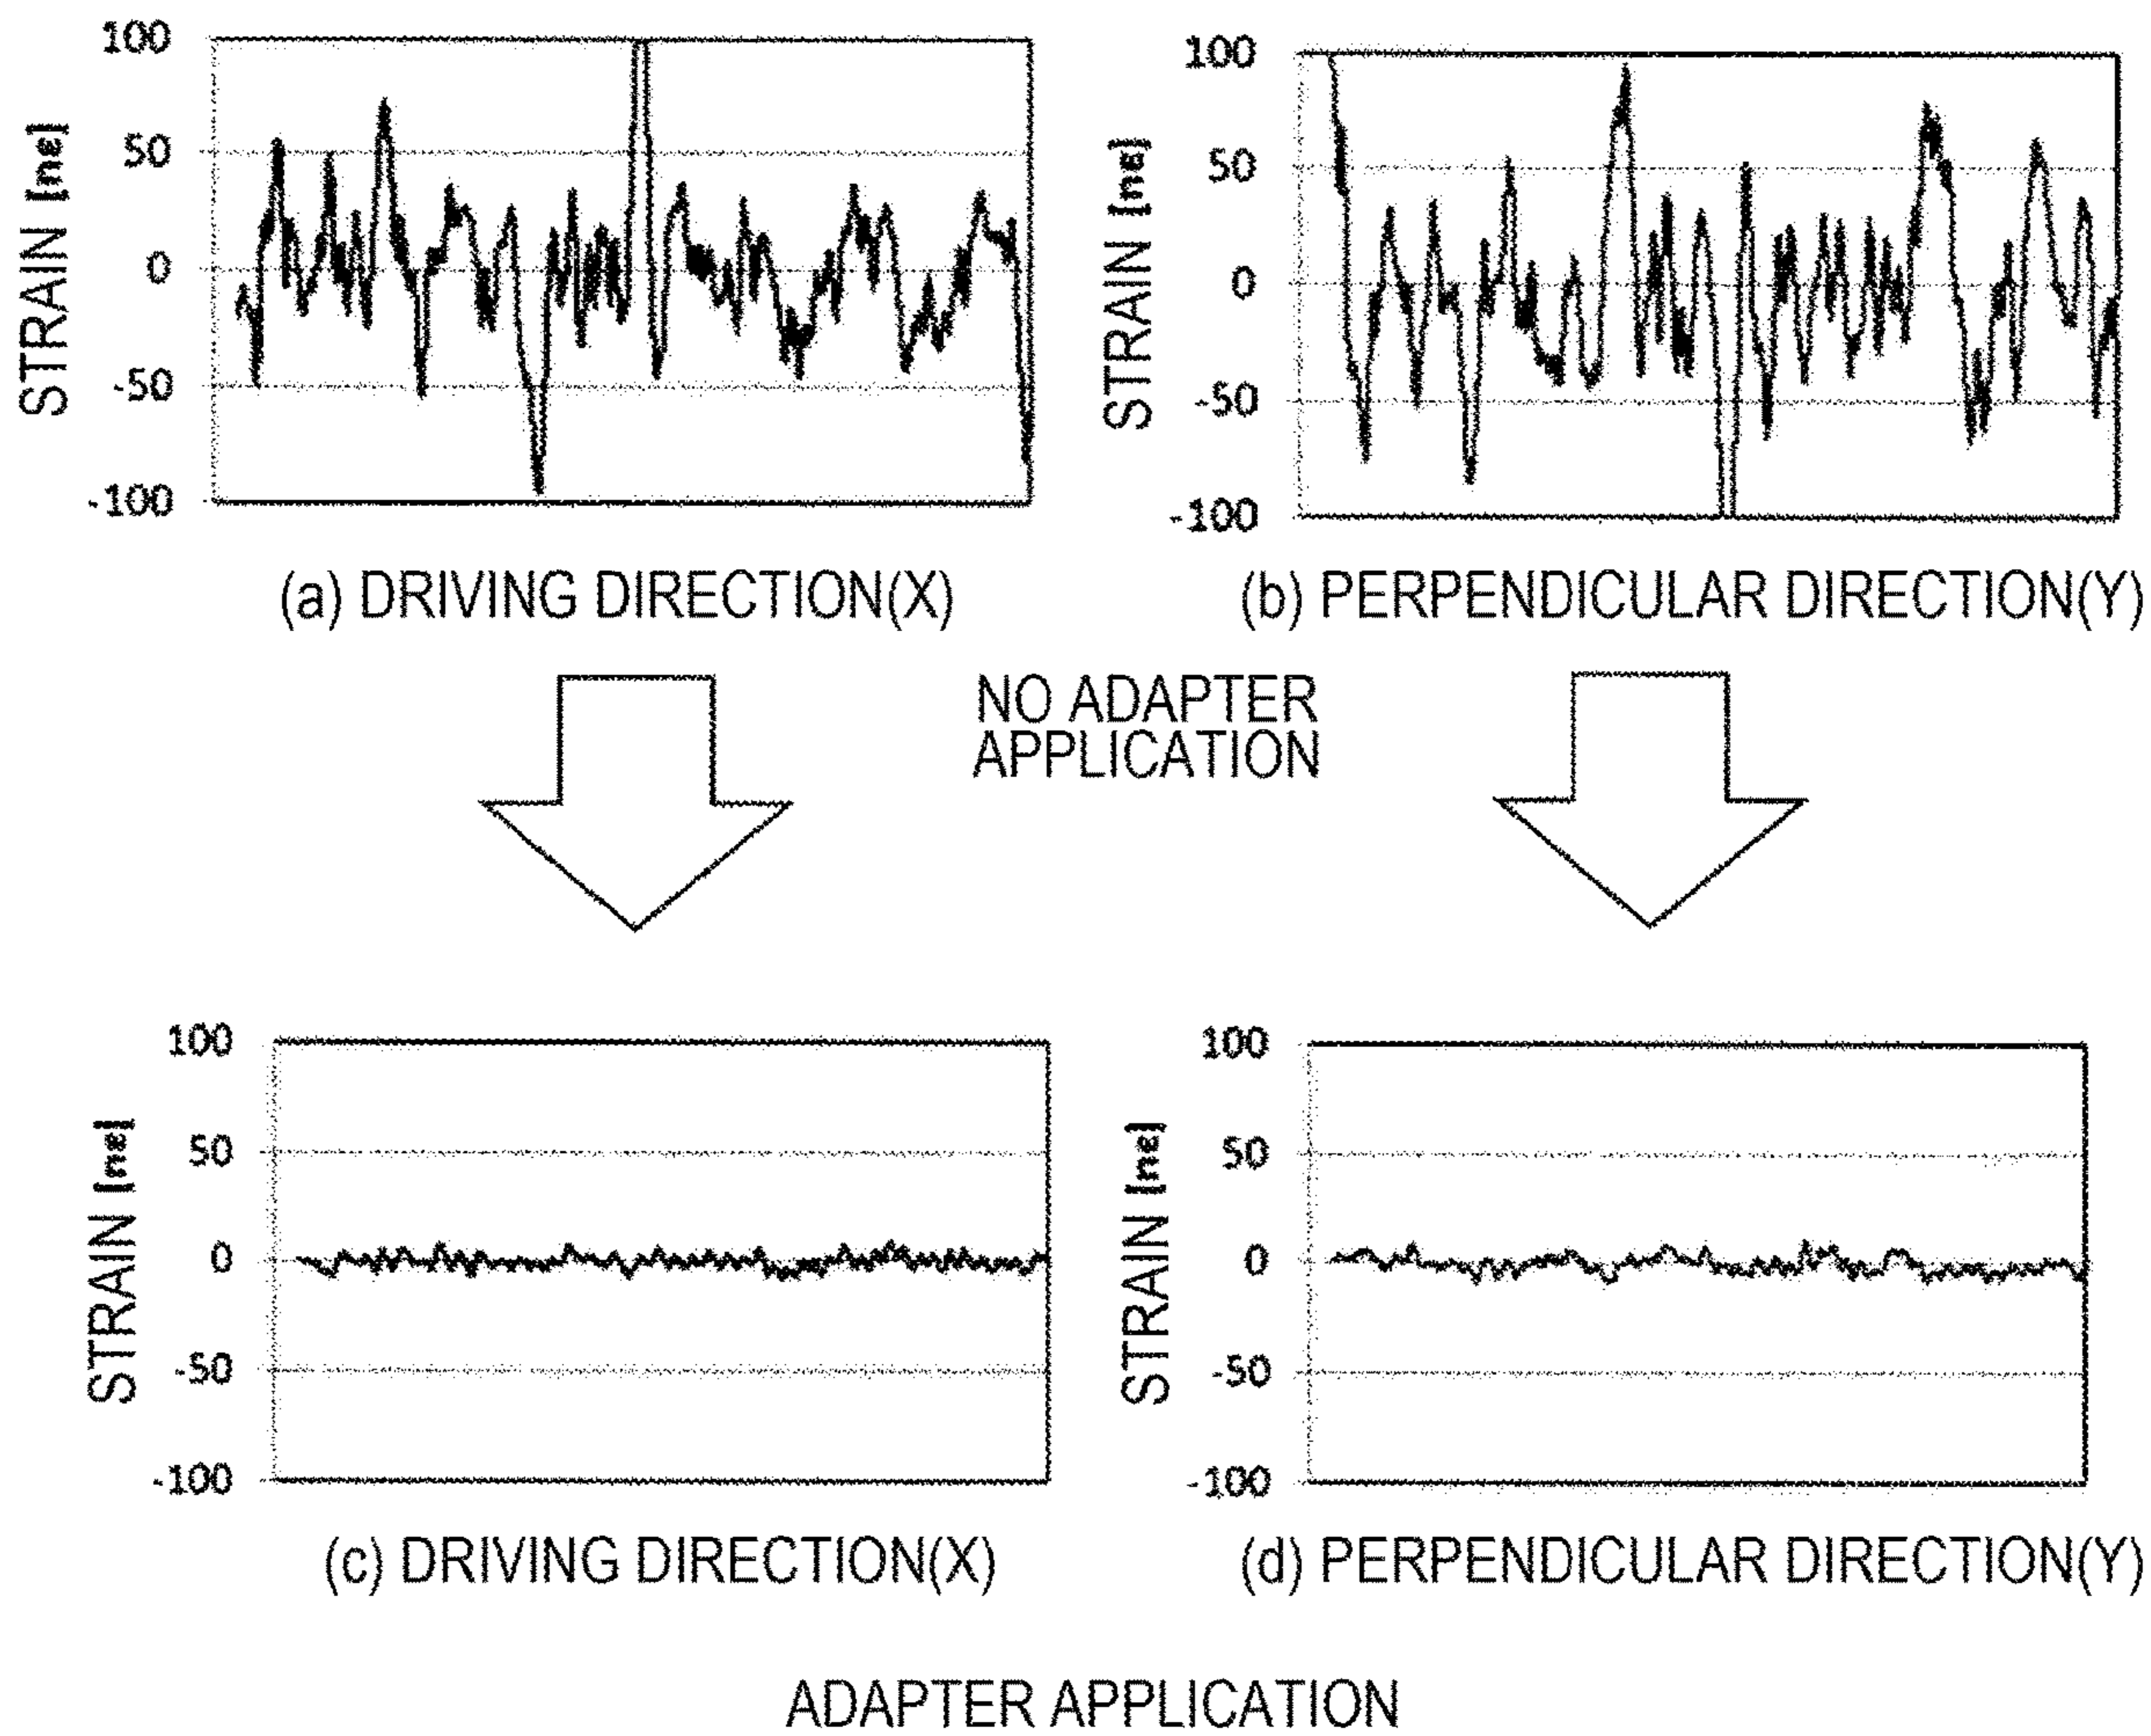 100
50
0
-50
-100
STRAIN [nε]
(a) DRIVING DIRECTION(X)
100
50
0
-50
-100
STRAIN [nε]
(b) PERPENDICULAR DIRECTION(Y)
NO ADAPTER
APPLICATION
100
50
0
-50
-100
STRAIN [nε]
(c) DRIVING DIRECTION(X)
100
50
0
-50
-100
STRAIN [nε]
(d) PERPENDICULAR DIRECTION(Y)
ADAPTER APPLICATION